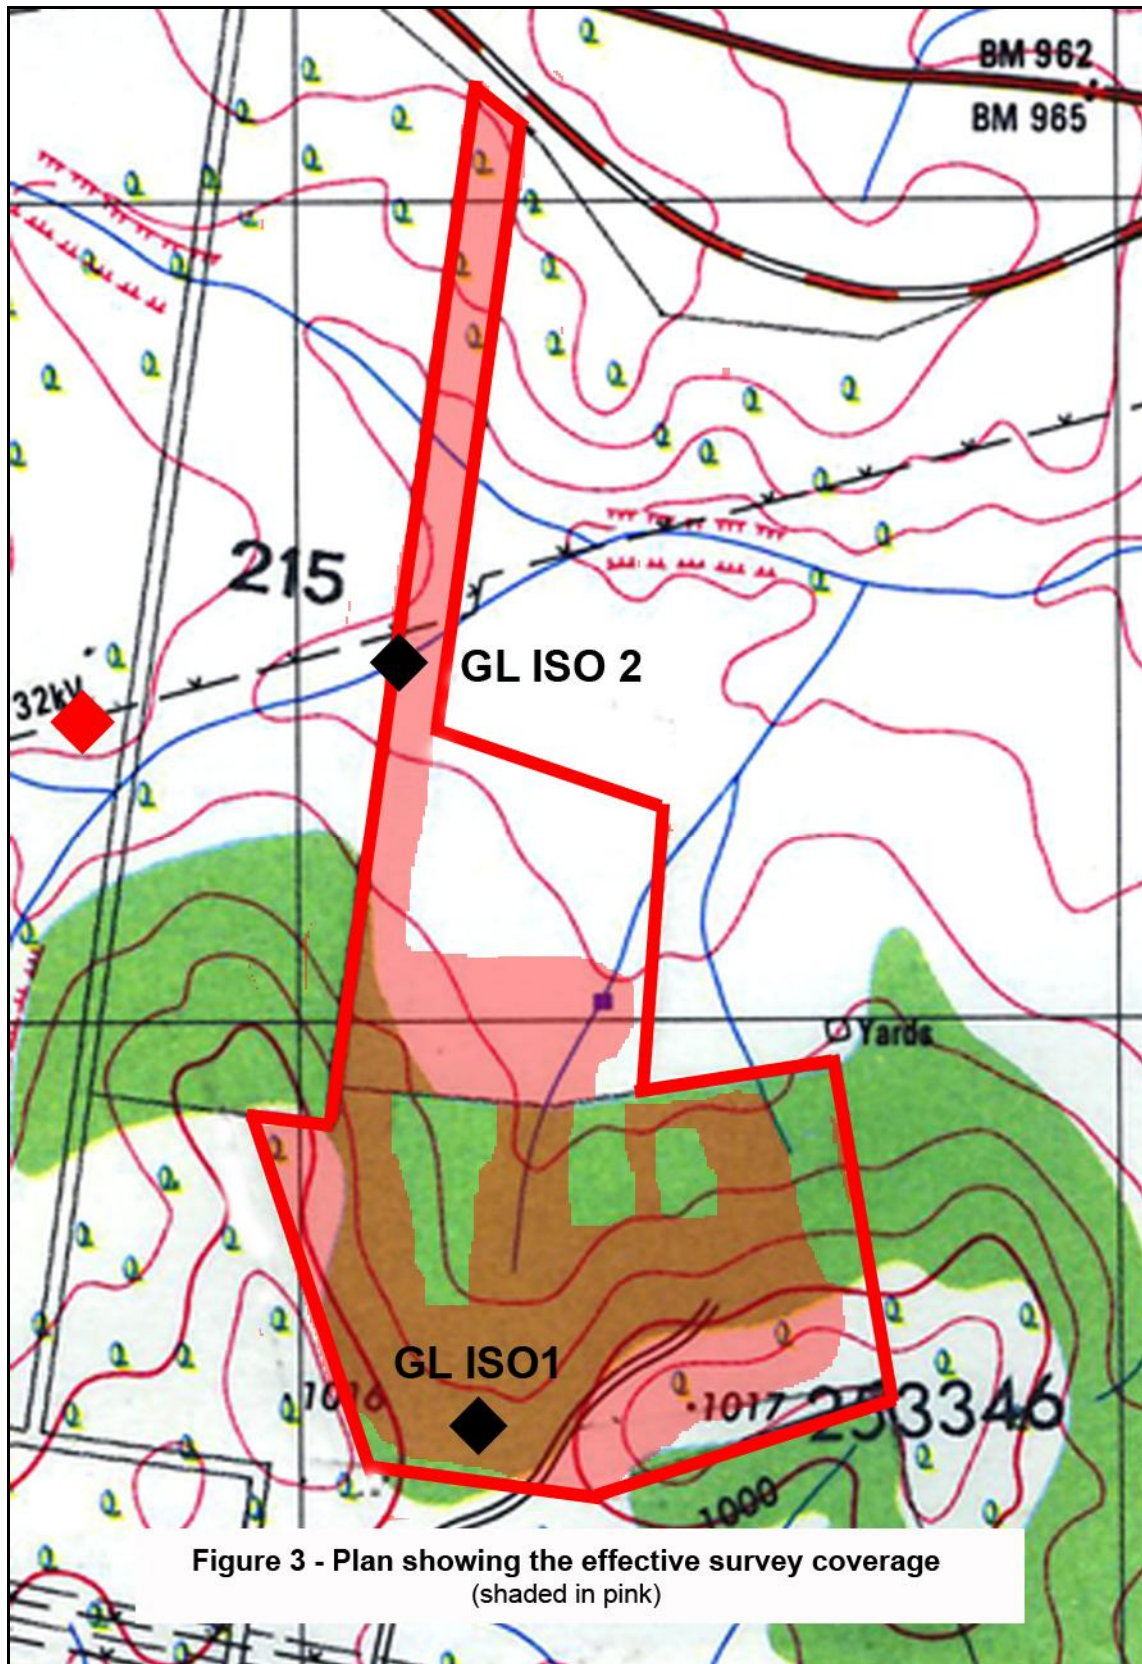 BM 962
BM 965
215
GL ISO 2
32kV
Yards
GL ISO1
1016
1017
253346
1000
Figure 3 - Plan showing the effective survey coverage
(shaded in pink)